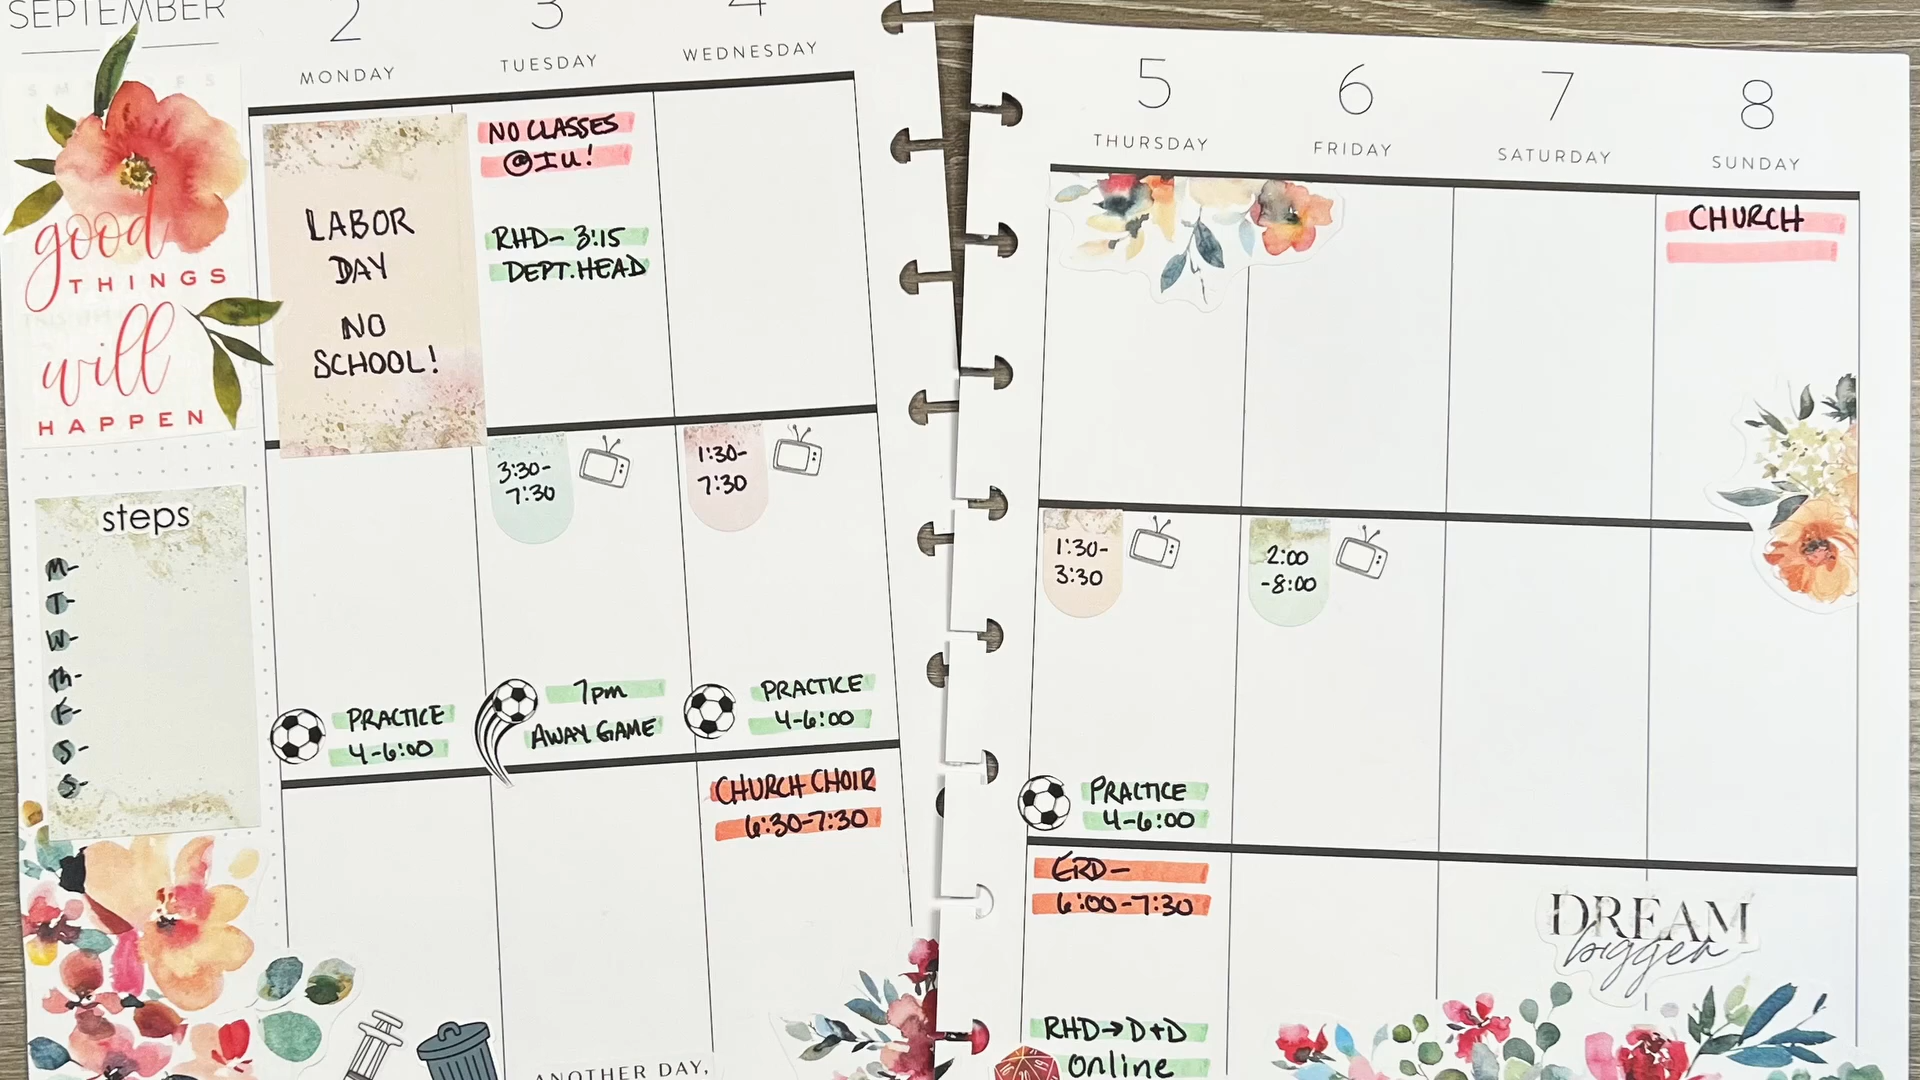 SEPTEMBER
2
MONDAY
3
TUESDAY
4
WEDNESDAY
good
THINGS
will
HAPPEN
LABOR
DAY
NO
SCHOOL!
NO CLASSES
@IU!
RHD- 3:15
DEPT.HEAD
3:30-
7:30
1:30-
7:30
steps
M-
T-
W-
Th-
F-
S-
S-
PRACTICE
4-6:00
7pm
AWAY GAME
PRACTICE
4-6:00
CHURCH CHOIR
6:30-7:30
ANOTHER DAY,
5
THURSDAY
6
FRIDAY
7
SATURDAY
8
SUNDAY
CHURCH
1:30-
3:30
2:00
-8:00
PRACTICE
4-6:00
ERD-
6:00-7:30
RHD→D+D
online
DREAM
bigger